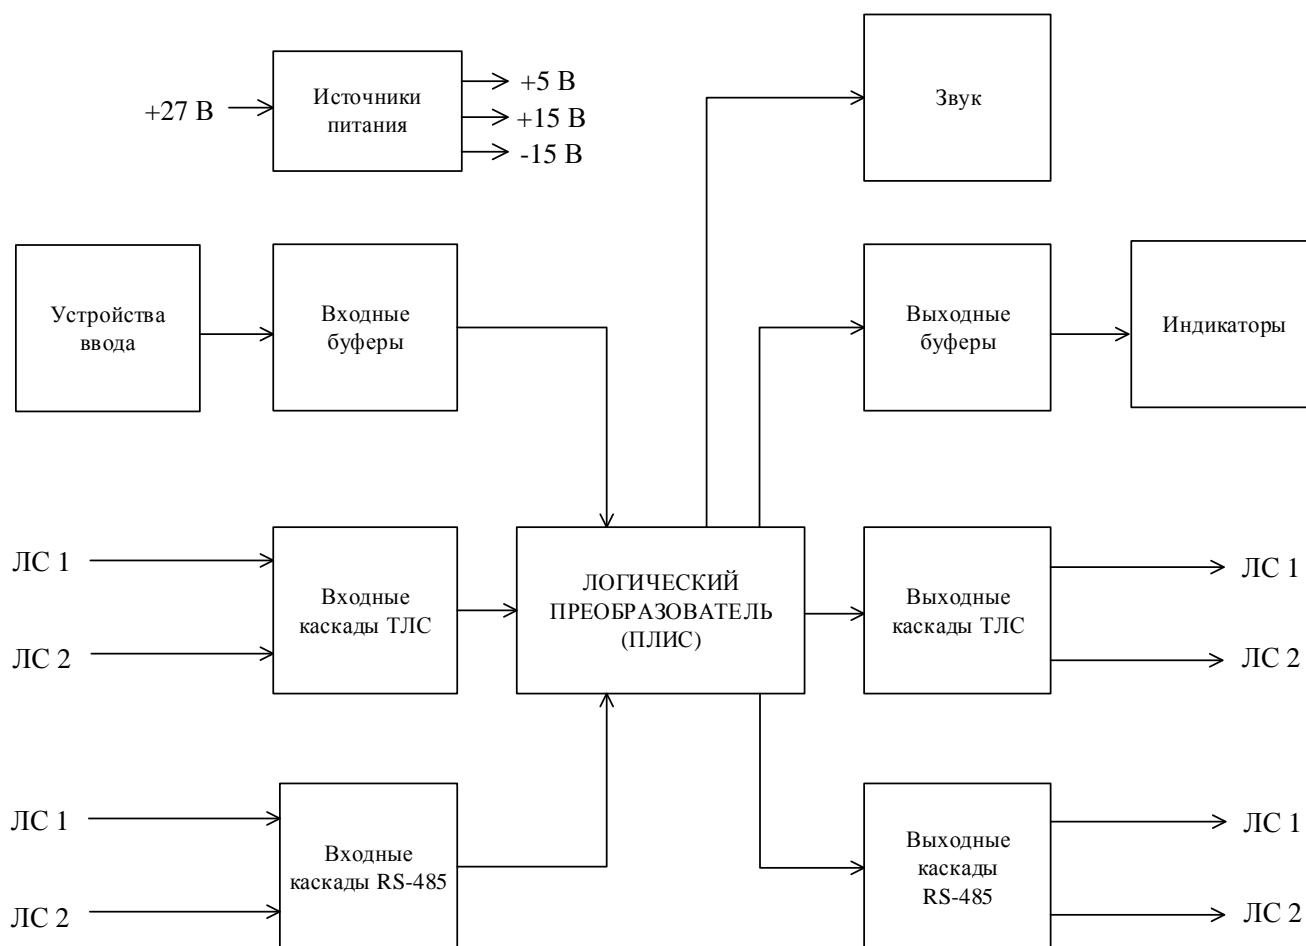 Звук
+5 В
+27 В
Источники
питания
+15 В
-15 В
Устройства
ввода
Входные
буферы
Выходные
буферы
Индикаторы
ЛС 1
ЛС 2
Входные
каскады ТЛС
ЛОГИЧЕСКИЙ
ПРЕОБРАЗОВАТЕЛЬ
(ПЛИС)
Выходные
каскады ТЛС
ЛС 1
ЛС 2
ЛС 1
ЛС 2
Входные
каскады RS-485
Выходные
каскады
RS-485
ЛС 1
ЛС 2